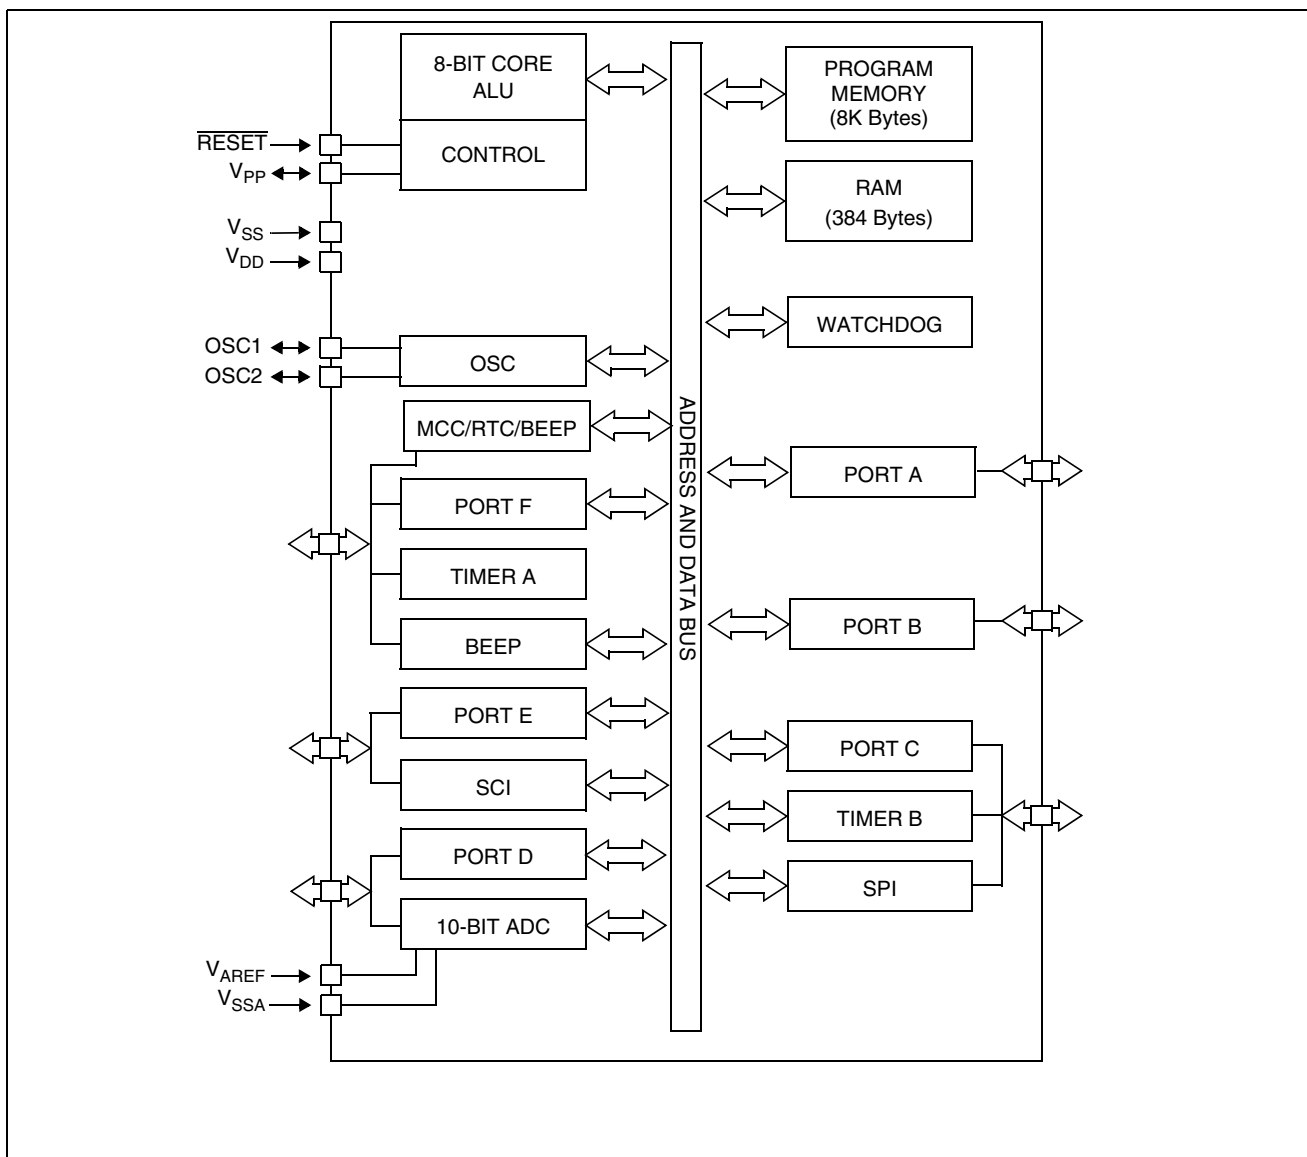 8-BIT CORE
ALU
CONTROL
RESET
VPP
VSS
VDD
OSC1
OSC2
OSC
MCC/RTC/BEEP
PORT F
TIMER A
BEEP
PORT E
SCI
PORT D
10-BIT ADC
VAREF
VSSA
ADDRESS AND DATA BUS
PROGRAM
MEMORY
(8K Bytes)
RAM
(384 Bytes)
WATCHDOG
PORT A
PORT B
PORT C
TIMER B
SPI